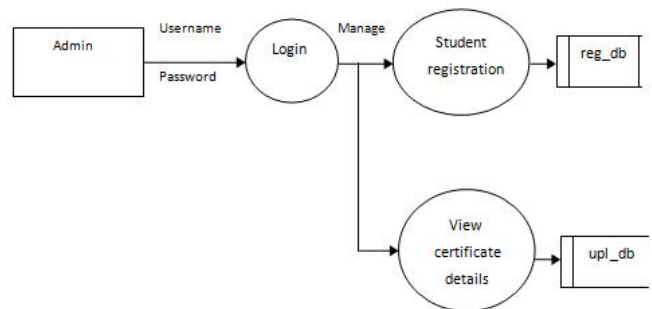 Admin
Username
Password
Login
Manage
Student
registration
reg_db
View
certificate
details
upl_db